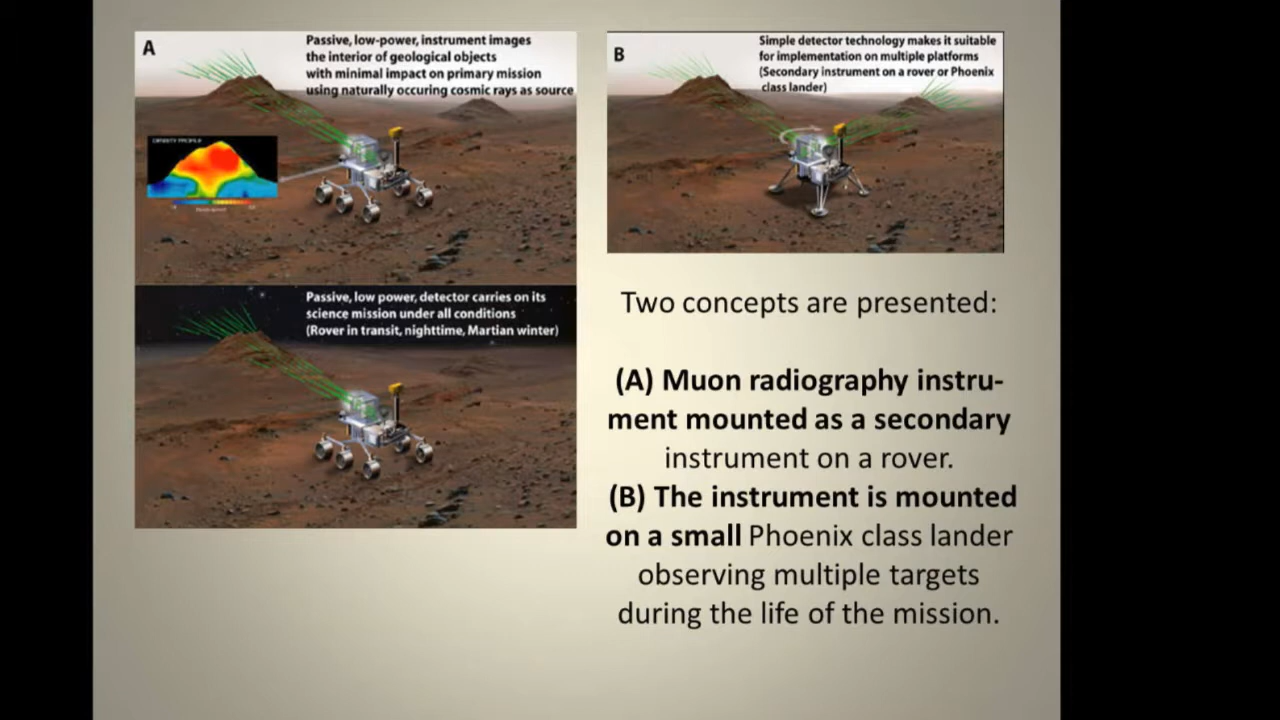 A
Passive, low-power, instrument images
the interior of geological objects
with minimal impact on primary mission
using naturally occuring cosmic rays as source
DENSITY PROFILE
Passive, low power, detector carries on its
science mission under all conditions
(Rover in transit, nighttime, Martian winter)
B
Simple detector technology makes it suitable
for implementation on multiple platforms
(Secondary instrument on a rover or Phoenix
class lander)
Two concepts are presented:
(A) Muon radiography instru-
ment mounted as a secondary
instrument on a rover.
(B) The instrument is mounted
on a small Phoenix class lander
observing multiple targets
during the life of the mission.